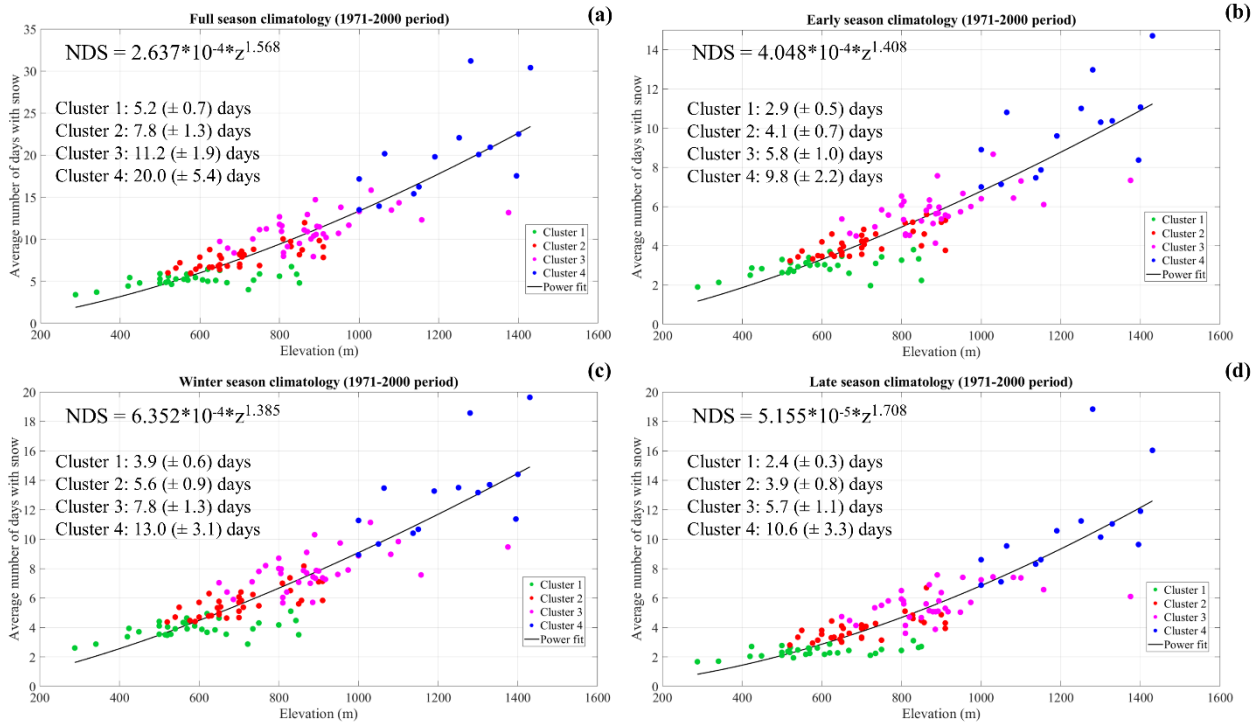 Full season climatology (1971-2000 period)
(a)
NDS = 2.637*10-4*z1.568
Cluster 1: 5.2 (± 0.7) days
Cluster 2: 7.8 (± 1.3) days
Cluster 3: 11.2 (± 1.9) days
Cluster 4: 20.0 (± 5.4) days
Average number of days with snow
35
30
25
20
15
10
5
0
Cluster 1
Cluster 2
Cluster 3
Cluster 4
Power fit
200 400 600 800 1000 1200 1400 1600
Elevation (m)
Early season climatology (1971-2000 period)
(b)
NDS = 4.048*10-4*z1.408
Cluster 1: 2.9 (± 0.5) days
Cluster 2: 4.1 (± 0.7) days
Cluster 3: 5.8 (± 1.0) days
Cluster 4: 9.8 (± 2.2) days
Average number of days with snow
14
12
10
8
6
4
2
0
Cluster 1
Cluster 2
Cluster 3
Cluster 4
Power fit
200 400 600 800 1000 1200 1400 1600
Elevation (m)
Winter season climatology (1971-2000 period)
(c)
NDS = 6.352*10-4*z1.385
Cluster 1: 3.9 (± 0.6) days
Cluster 2: 5.6 (± 0.9) days
Cluster 3: 7.8 (± 1.3) days
Cluster 4: 13.0 (± 3.1) days
Average number of days with snow
20
18
16
14
12
10
8
6
4
2
0
Cluster 1
Cluster 2
Cluster 3
Cluster 4
Power fit
200 400 600 800 1000 1200 1400 1600
Elevation (m)
Late season climatology (1971-2000 period)
(d)
NDS = 5.155*10-5*z1.708
Cluster 1: 2.4 (± 0.3) days
Cluster 2: 3.9 (± 0.8) days
Cluster 3: 5.7 (± 1.1) days
Cluster 4: 10.6 (± 3.3) days
Average number of days with snow
20
18
16
14
12
10
8
6
4
2
0
Cluster 1
Cluster 2
Cluster 3
Cluster 4
Power fit
200 400 600 800 1000 1200 1400 1600
Elevation (m)